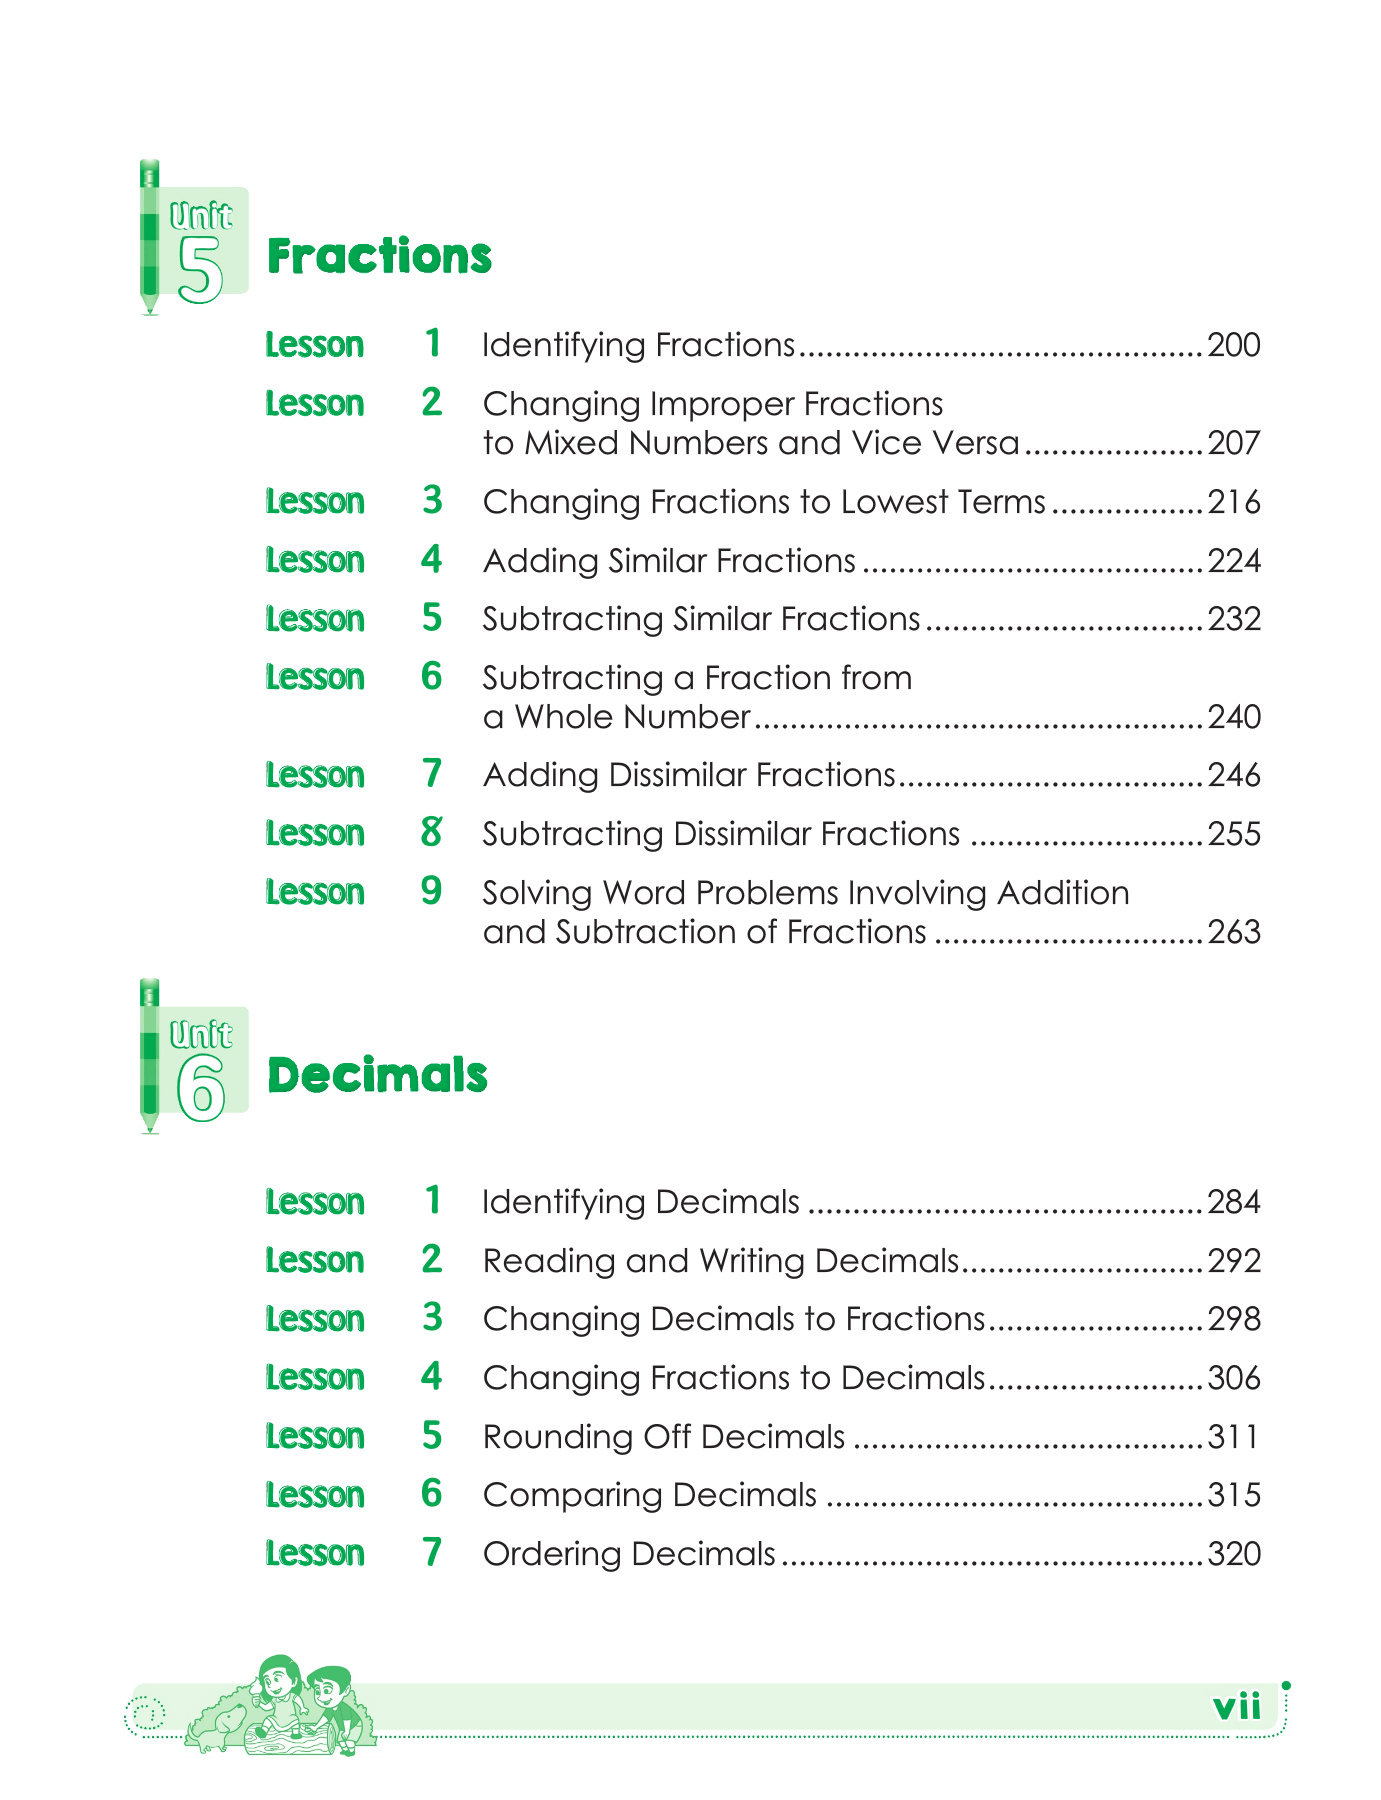 Unit
5
Fractions
Lesson 1 Identifying Fractions.............................................200
Lesson 2 Changing Improper Fractions
to Mixed Numbers and Vice Versa....................207
Lesson 3 Changing Fractions to Lowest Terms.................216
Lesson 4 Adding Similar Fractions......................................224
Lesson 5 Subtracting Similar Fractions...............................232
Lesson 6 Subtracting a Fraction from
a Whole Number..................................................240
Lesson 7 Adding Dissimilar Fractions..................................246
Lesson 8 Subtracting Dissimilar Fractions ..........................255
Lesson 9 Solving Word Problems Involving Addition
and Subtraction of Fractions ..............................263
Unit
6
Decimals
Lesson 1 Identifying Decimals ............................................284
Lesson 2 Reading and Writing Decimals...........................292
Lesson 3 Changing Decimals to Fractions........................298
Lesson 4 Changing Fractions to Decimals........................306
Lesson 5 Rounding Off Decimals .......................................311
Lesson 6 Comparing Decimals ..........................................315
Lesson 7 Ordering Decimals...............................................320
vii